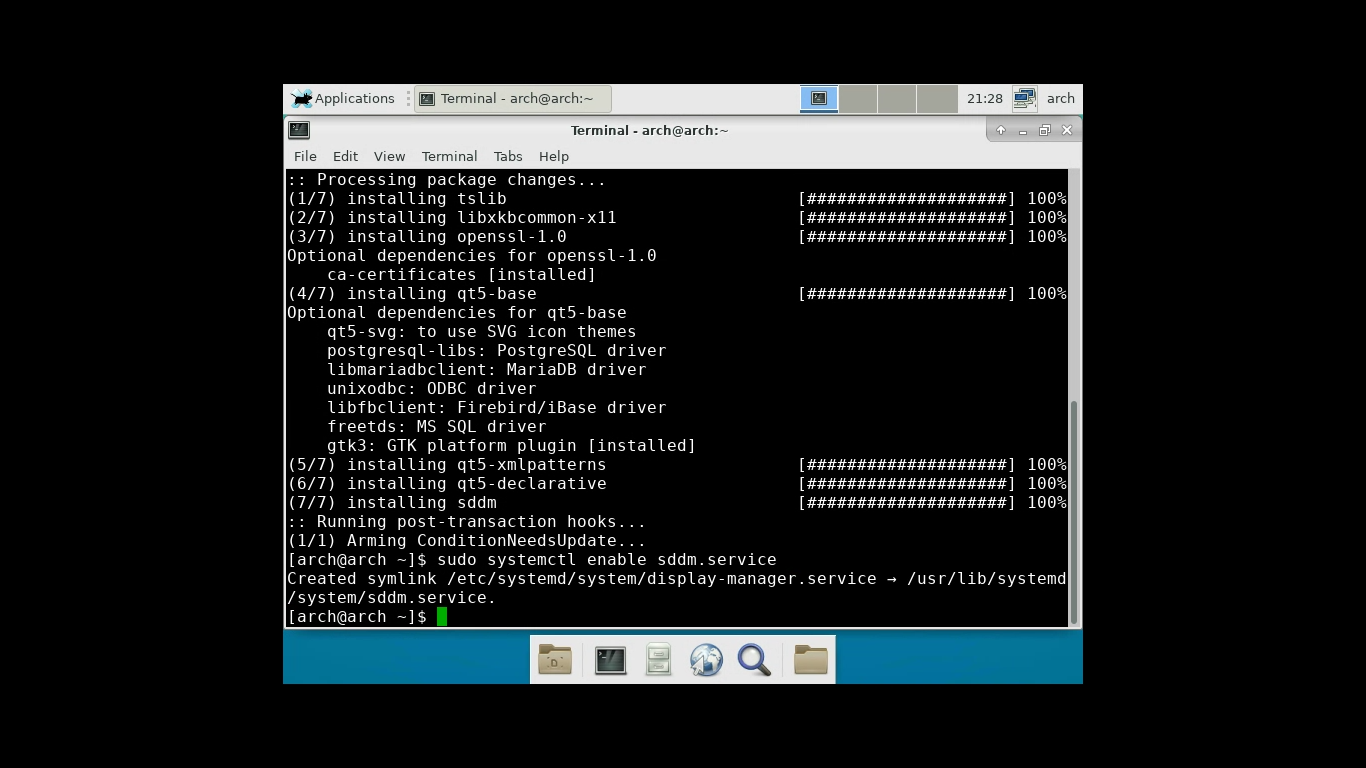 Applications
Terminal - arch@arch:~
21:28
arch
Terminal - arch@arch:~
File Edit View Terminal Tabs Help
:: Processing package changes...
(1/7) installing tslib [####################] 100%
(2/7) installing libxkbcommon-x11 [####################] 100%
(3/7) installing openssl-1.0 [####################] 100%
Optional dependencies for openssl-1.0
    ca-certificates [installed]
(4/7) installing qt5-base [####################] 100%
Optional dependencies for qt5-base
    qt5-svg: to use SVG icon themes
    postgresql-libs: PostgreSQL driver
    libmariadbclient: MariaDB driver
    unixodbc: ODBC driver
    libfbclient: Firebird/iBase driver
    freetds: MS SQL driver
    gtk3: GTK platform plugin [installed]
(5/7) installing qt5-xmlpatterns [####################] 100%
(6/7) installing qt5-declarative [####################] 100%
(7/7) installing sddm [####################] 100%
:: Running post-transaction hooks...
(1/1) Arming ConditionNeedsUpdate...
[arch@arch ~]$ sudo systemctl enable sddm.service
Created symlink /etc/systemd/system/display-manager.service → /usr/lib/systemd
/system/sddm.service.
[arch@arch ~]$